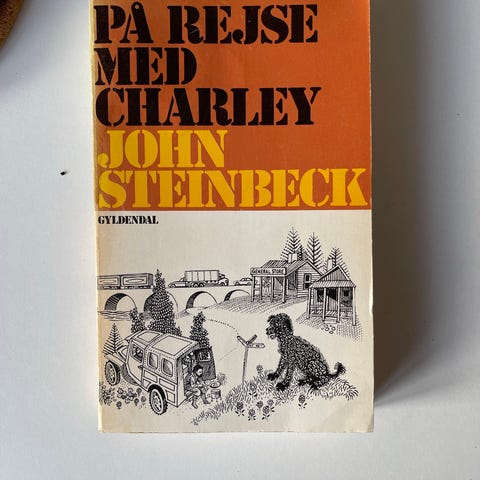 PÅ REJSE
MED
CHARLEY
JOHN
STEINBECK
GYLDENDAL
GENERAL STORE